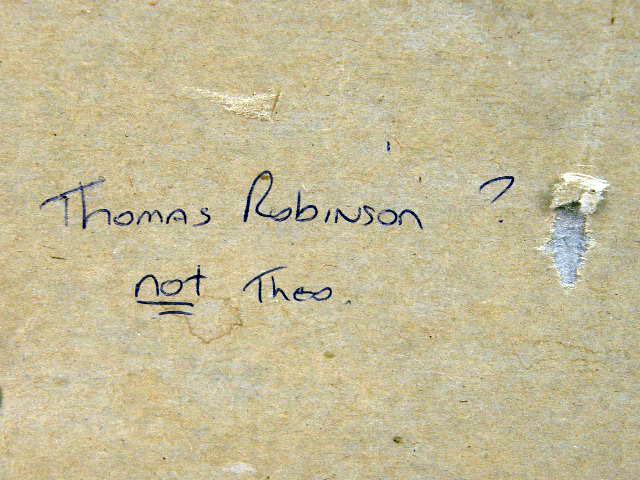 Thomas Robinson ?
not Theo.